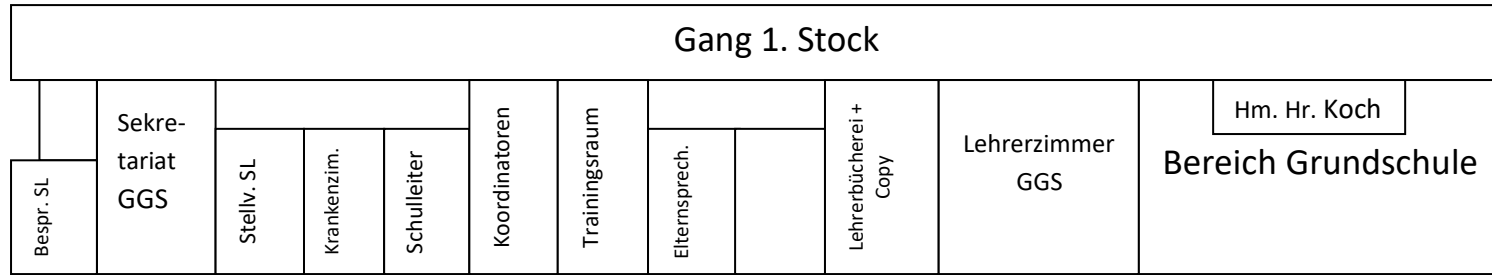 Gang 1. Stock
Bespr. SL
Sekre-
tariat
GGS
Stellv. SL
Krankenzim.
Schulleiter
Koordinatoren
Trainingsraum
Elternsprech.
Lehrerbücherei +
Copy
Lehrerzimmer
GGS
Hm. Hr. Koch
Bereich Grundschule